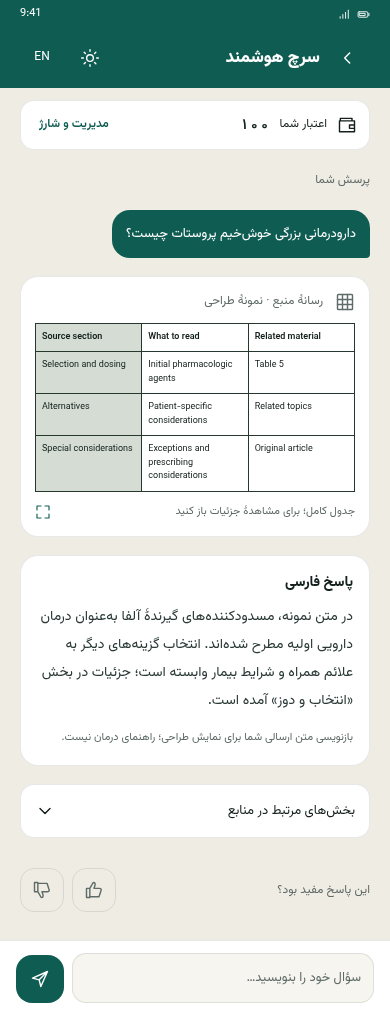 9:41
سرچ هوشمند
EN
اعتبار شما ۱۰۰
مدیریت و شارژ
پرسش شما
دارودرمانی بزرگی خوش‌خیم پروستات چیست؟
رسانهٔ منبع · نمونهٔ طراحی
Source section What to read Related material
Selection and dosing Initial pharmacologic agents Table 5
Alternatives Patient-specific considerations Related topics
Special considerations Exceptions and prescribing considerations Original article
جدول کامل؛ برای مشاهدهٔ جزئیات باز کنید
پاسخ فارسی
در متن نمونه، مسدودکننده‌های گیرندهٔ آلفا به‌عنوان درمان
دارویی اولیه مطرح شده‌اند. انتخاب گزینه‌های دیگر به
علائم همراه و شرایط بیمار وابسته است؛ جزئیات در بخش
«انتخاب و دوز» آمده است.
بازنویسی متن ارسالی شما برای نمایش طراحی؛ راهنمای درمان نیست.
بخش‌های مرتبط در منابع
این پاسخ مفید بود؟
سؤال خود را بنویسید...